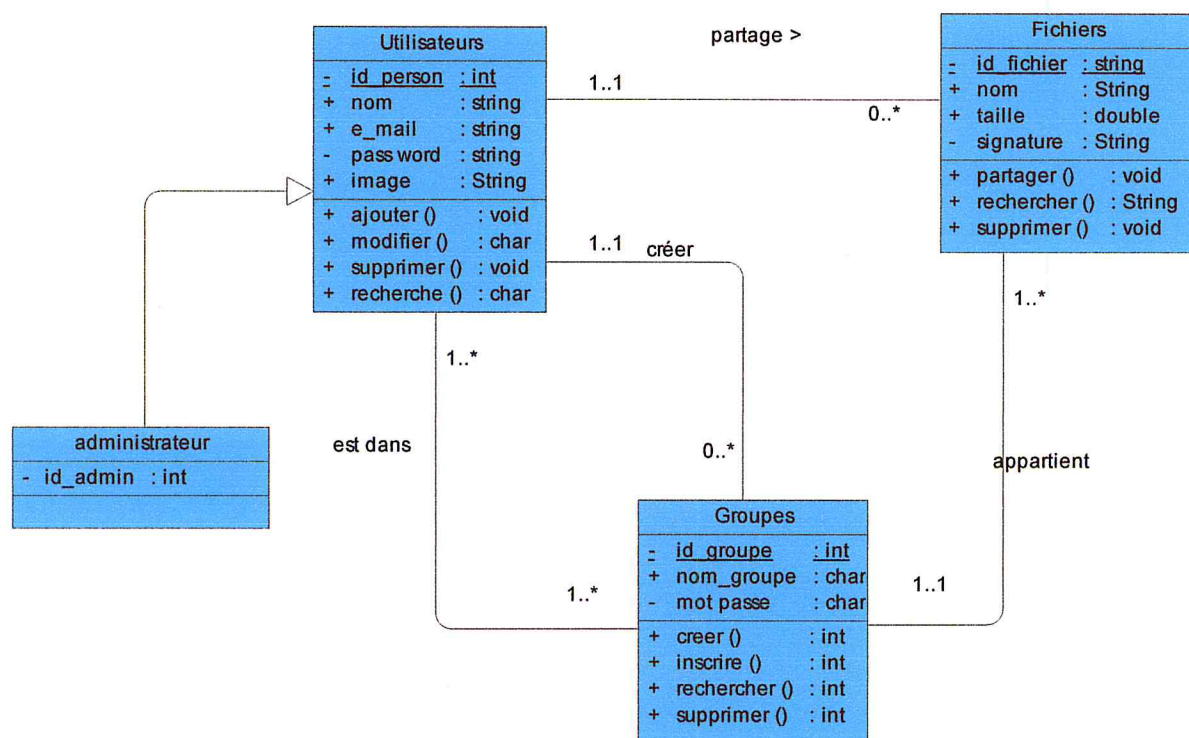 Utilisateurs
- id_person : int
+ nom : string
+ e_mail : string
- password : string
+ image : String
+ ajouter () : void
+ modifier () : char
+ supprimer () : void
+ recherche () : char
partage >
1..1
0..*
Fichiers
- id_fichier : string
+ nom : String
+ taille : double
- signature : String
+ partager () : void
+ rechercher () : String
+ supprimer () : void
1..1
créer
0..*
1..*
est dans
1..*
1..*
appartient
1..1
administrateur
- id_admin : int
Groupes
- id_groupe : int
+ nom_groupe : char
- mot passe : char
+ creer () : int
+ inscrire () : int
+ rechercher () : int
+ supprimer () : int